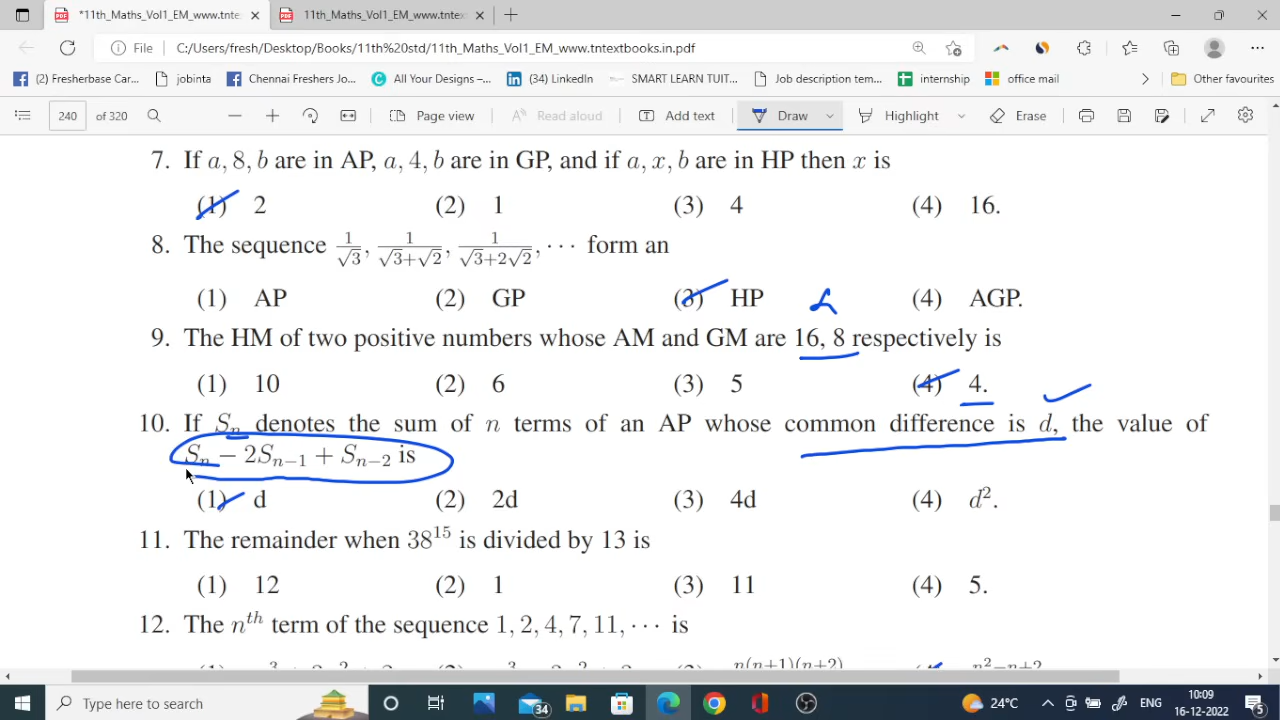 *11th_Maths_Vol1_EM_www.tntex
11th_Maths_Vol1_EM_www.tntex
File C:/Users/fresh/Desktop/Books/11th%20std/11th_Maths_Vol1_EM_www.tntextbooks.in.pdf
(2) Fresherbase Car... jobinta Chennai Freshers Jo... All Your Designs –... (34) LinkedIn SMART LEARN TUIT... Job description tem... internship office mail Other favourites
240 of 320 Page view Read aloud Add text Draw Highlight Erase
7. If a, 8, b are in AP, a, 4, b are in GP, and if a, x, b are in HP then x is
(1) 2 (2) 1 (3) 4 (4) 16.
8. The sequence 1/√3, 1/(√3+√2), 1/(√3+2√2), ··· form an
(1) AP (2) GP (3) HP (4) AGP.
9. The HM of two positive numbers whose AM and GM are 16, 8 respectively is
(1) 10 (2) 6 (3) 5 (4) 4.
10. If Sₙ denotes the sum of n terms of an AP whose common difference is d, the value of
Sₙ − 2Sₙ₋₁ + Sₙ₋₂ is
(1) d (2) 2d (3) 4d (4) d².
11. The remainder when 38¹⁵ is divided by 13 is
(1) 12 (2) 1 (3) 11 (4) 5.
12. The nᵗʰ term of the sequence 1, 2, 4, 7, 11, ··· is
n(n+1)(n+2) n²−n+2
Type here to search 34 24°C ENG 10:09
16-12-2022 5